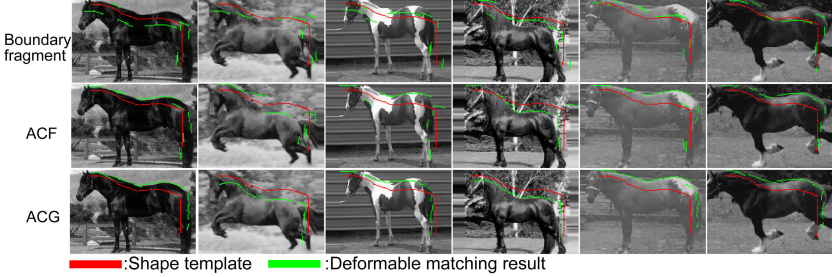 Boundary
fragment
ACF
ACG
:Shape template :Deformable matching result